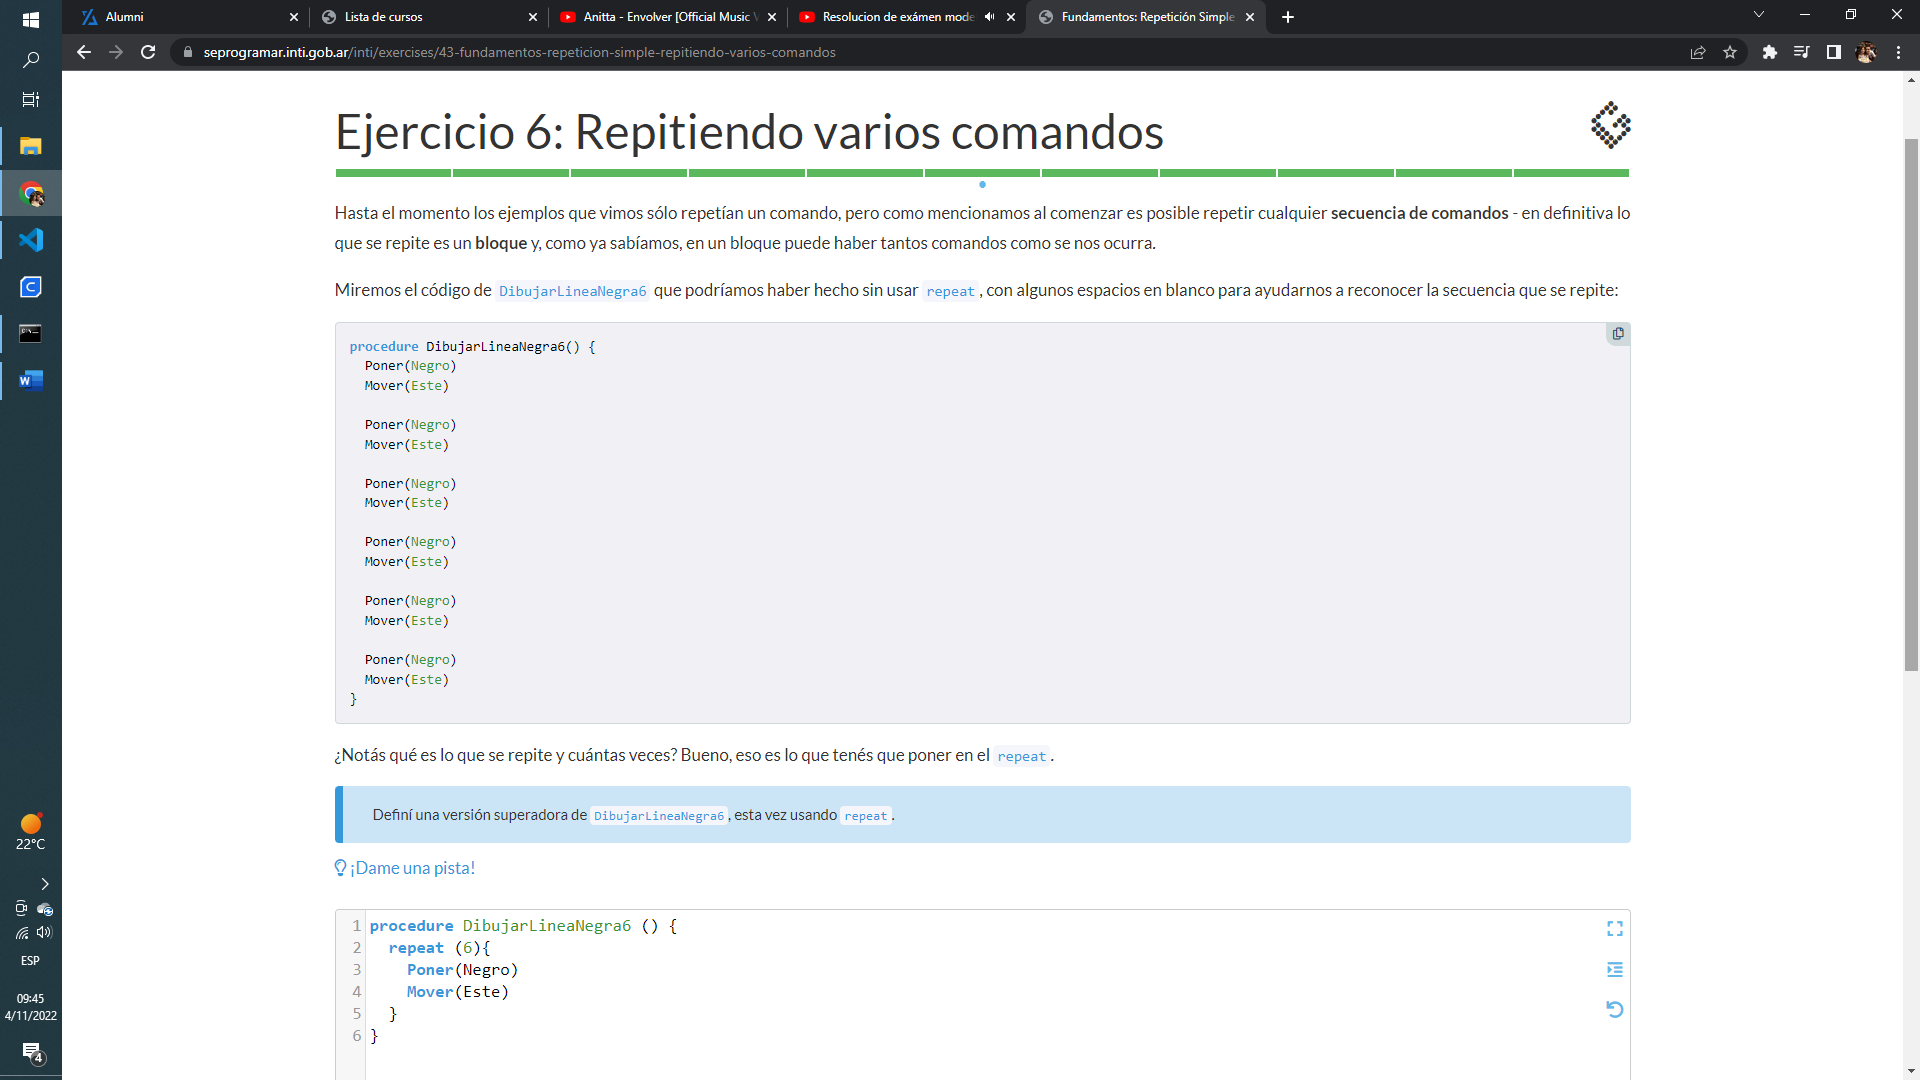 Alumni
Lista de cursos
Anitta - Envolver [Official Music V
Resolucion de exámen mode
Fundamentos: Repetición Simple
seprogramar.inti.gob.ar/inti/exercises/43-fundamentos-repeticion-simple-repitiendo-varios-comandos
Ejercicio 6: Repitiendo varios comandos
Hasta el momento los ejemplos que vimos sólo repetían un comando, pero como mencionamos al comenzar es posible repetir cualquier secuencia de comandos - en definitiva lo
que se repite es un bloque y, como ya sabíamos, en un bloque puede haber tantos comandos como se nos ocurra.
Miremos el código de DibujarLineaNegra6 que podríamos haber hecho sin usar repeat, con algunos espacios en blanco para ayudarnos a reconocer la secuencia que se repite:
procedure DibujarLineaNegra6() {
Poner(Negro)
Mover(Este)
Poner(Negro)
Mover(Este)
Poner(Negro)
Mover(Este)
Poner(Negro)
Mover(Este)
Poner(Negro)
Mover(Este)
Poner(Negro)
Mover(Este)
}
¿Notás qué es lo que se repite y cuántas veces? Bueno, eso es lo que tenés que poner en el repeat.
Definí una versión superadora de DibujarLineaNegra6, esta vez usando repeat.
¡Dame una pista!
1 procedure DibujarLineaNegra6 () {
2 repeat (6){
3 Poner(Negro)
4 Mover(Este)
5 }
6 }
22°C
ESP
09:45
4/11/2022
4